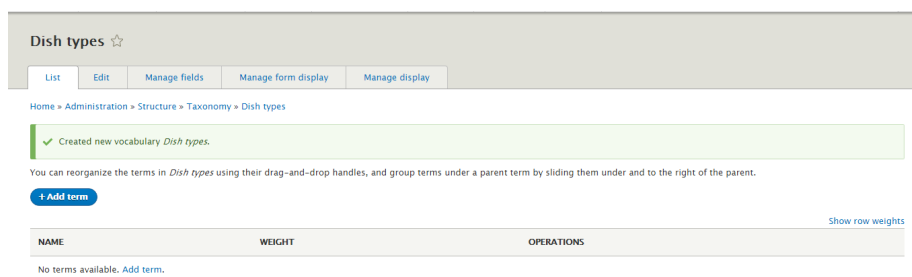 Dish types
List Edit Manage fields Manage form display Manage display
Home » Administration » Structure » Taxonomy » Dish types
Created new vocabulary Dish types.
You can reorganize the terms in Dish types using their drag-and-drop handles, and group terms under a parent term by sliding them under and to the right of the parent.
+ Add term
Show row weights
NAME WEIGHT OPERATIONS
No terms available. Add term.